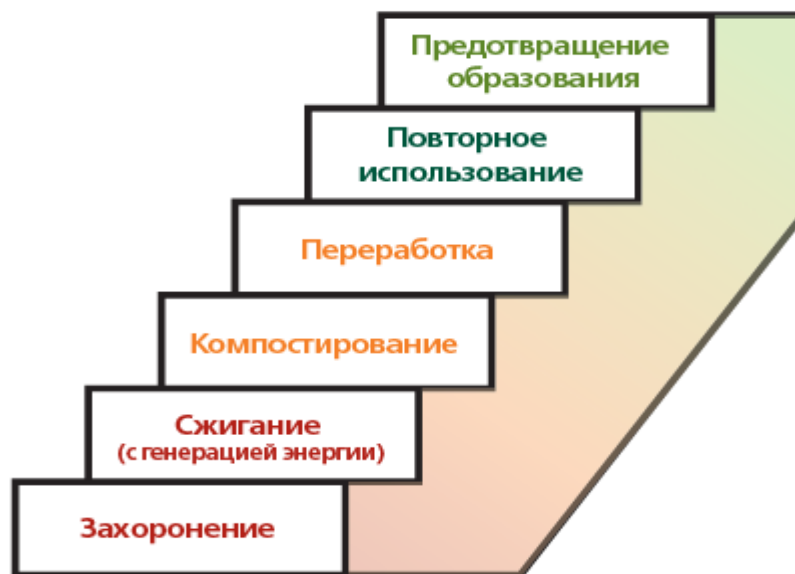 Предотвращение
образования
Повторное
использование
Переработка
Компостирование
Сжигание
(с генерацией энергии)
Захоронение